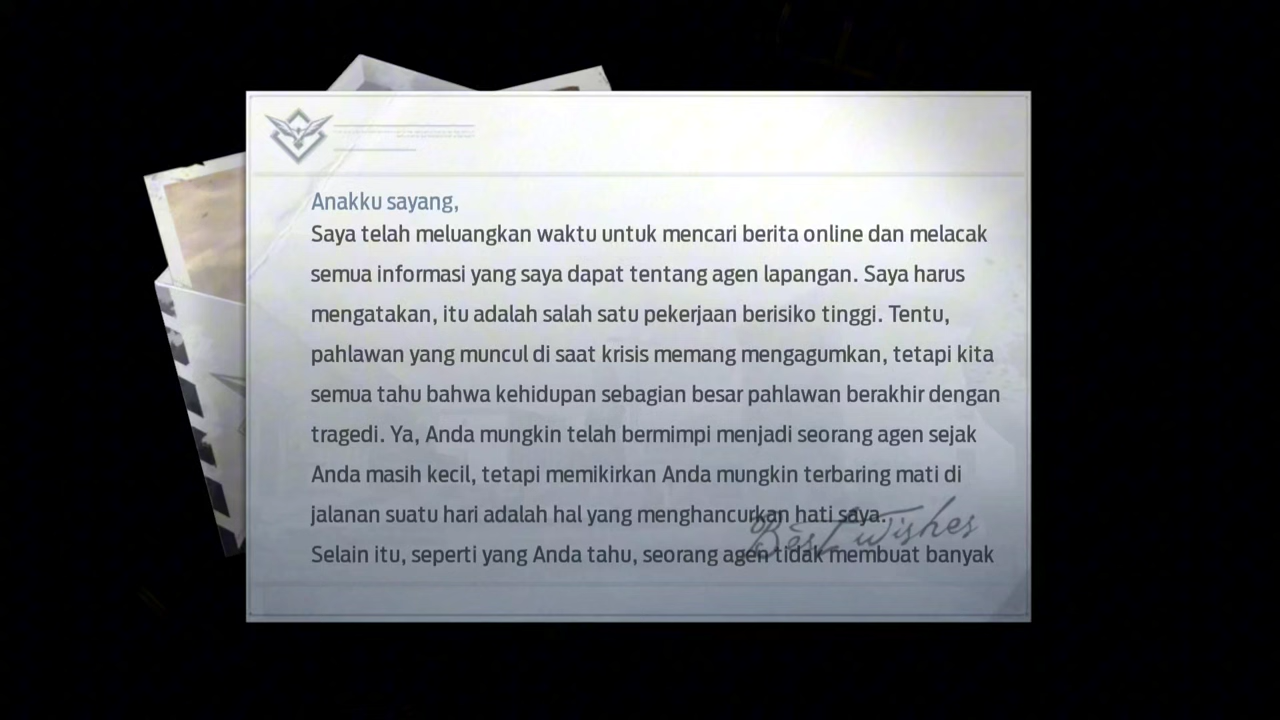 Anakku sayang,
Saya telah meluangkan waktu untuk mencari berita online dan melacak
semua informasi yang saya dapat tentang agen lapangan. Saya harus
mengatakan, itu adalah salah satu pekerjaan berisiko tinggi. Tentu,
pahlawan yang muncul di saat krisis memang mengagumkan, tetapi kita
semua tahu bahwa kehidupan sebagian besar pahlawan berakhir dengan
tragedi. Ya, Anda mungkin telah bermimpi menjadi seorang agen sejak
Anda masih kecil, tetapi memikirkan Anda mungkin terbaring mati di
jalanan suatu hari adalah hal yang menghancurkan hati saya.
Selain itu, seperti yang Anda tahu, seorang agen tidak membuat banyak
Best Wishes